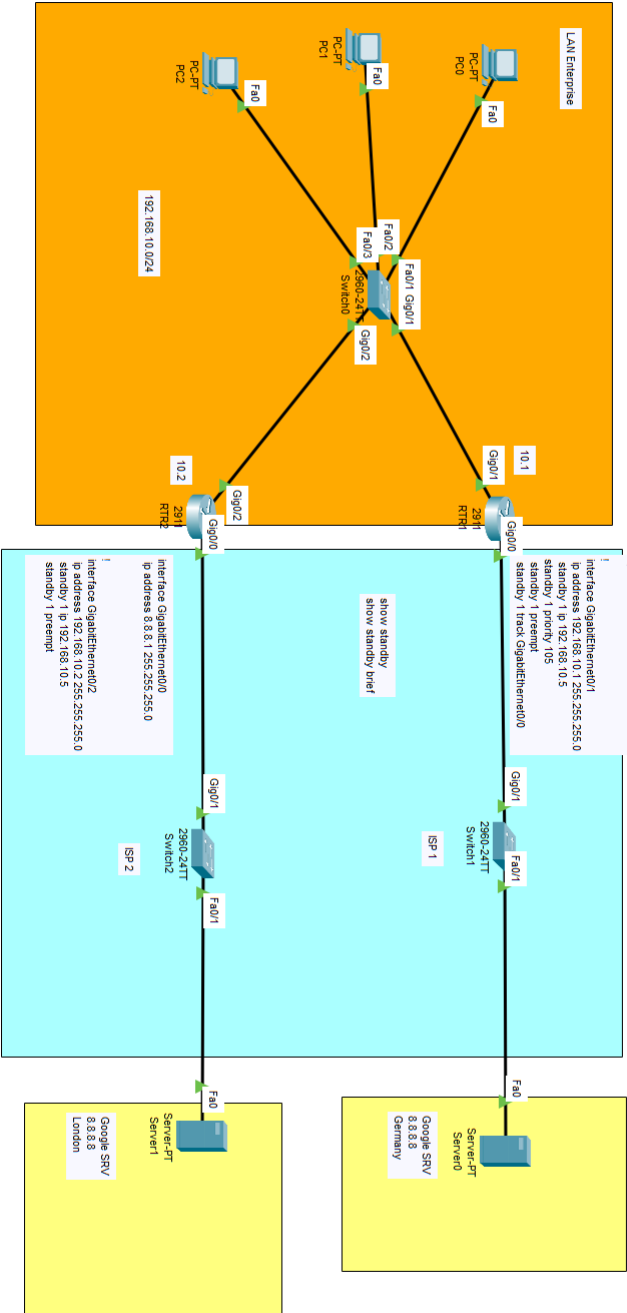 LAN Enterprise
PC-PT
PC0
Fa0
PC-PT
PC1
Fa0
PC-PT
PC2
Fa0
192.168.10.0/24
Fa0/1
Fa0/2
Fa0/3
Gig0/1
Gig0/2
2960-24TT
Switch0
10.1
Gig0/1
2911
RTR1
Gig0/0
10.2
Gig0/2
2911
RTR2
Gig0/0
!
interface GigabitEthernet0/1
ip address 192.168.10.1 255.255.255.0
standby 1 ip 192.168.10.5
standby 1 priority 105
standby 1 preempt
standby 1 track GigabitEthernet0/0
show standby
show standby brief
interface GigabitEthernet0/0
ip address 8.8.8.1 255.255.255.0
!
interface GigabitEthernet0/2
ip address 192.168.10.2 255.255.255.0
standby 1 ip 192.168.10.5
standby 1 preempt
Gig0/1
2960-24TT
Switch1
Fa0/1
ISP 1
Gig0/1
2960-24TT
Switch2
Fa0/1
ISP 2
Fa0
Server-PT
Server0
Google SRV
8.8.8.8
Germany
Fa0
Server-PT
Server1
Google SRV
8.8.8.8
London